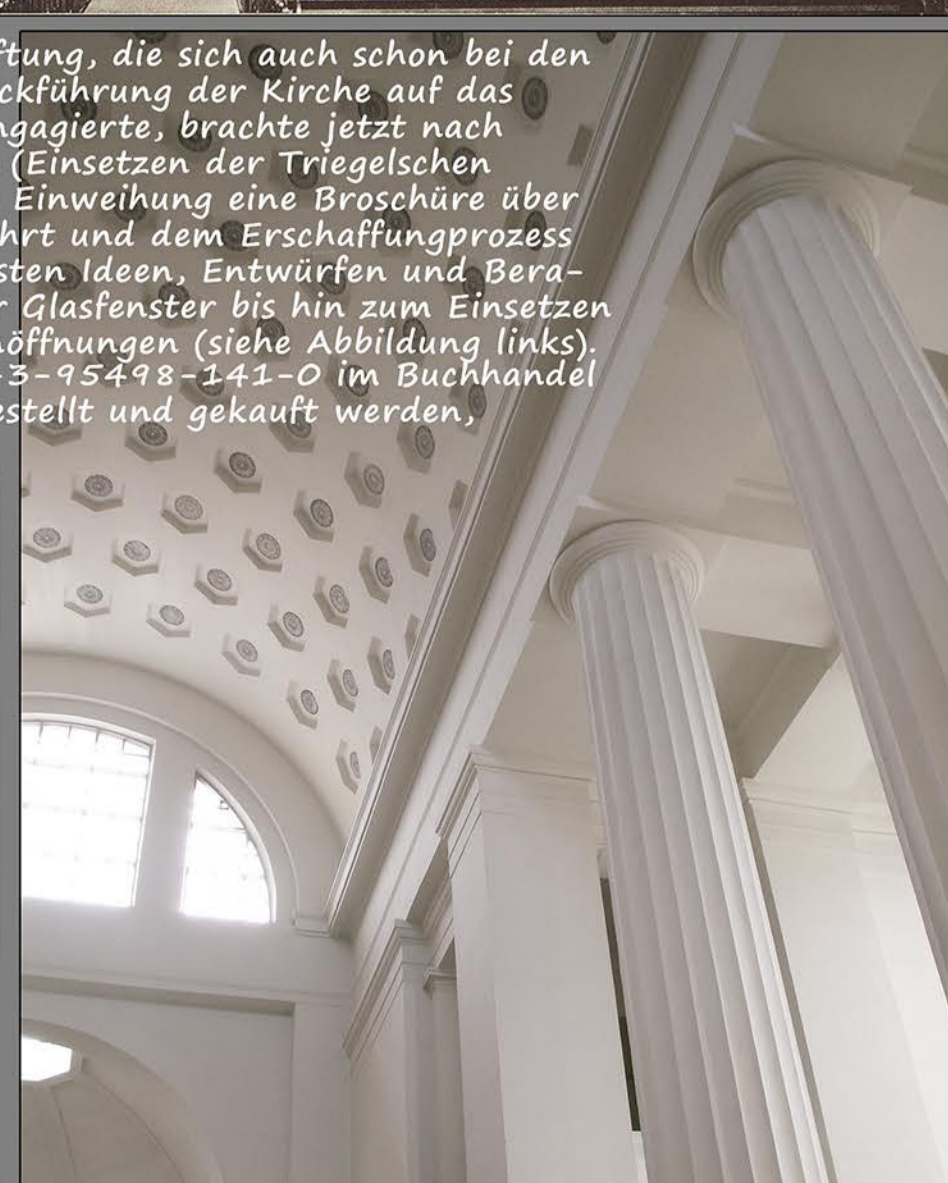 ftung, die sich auch schon bei den
ckführung der Kirche auf das
ngagierte, brachte jetzt nach
(Einsetzen der Triegelschen
Einweihung eine Broschüre über
hrt und dem Erschaffungprozess
sten Ideen, Entwürfen und Bera-
r Glasfenster bis hin zum Einsetzen
öffnungen (siehe Abbildung links).
-3-95498-141-0 im Buchhandel
estellt und gekauft werden,